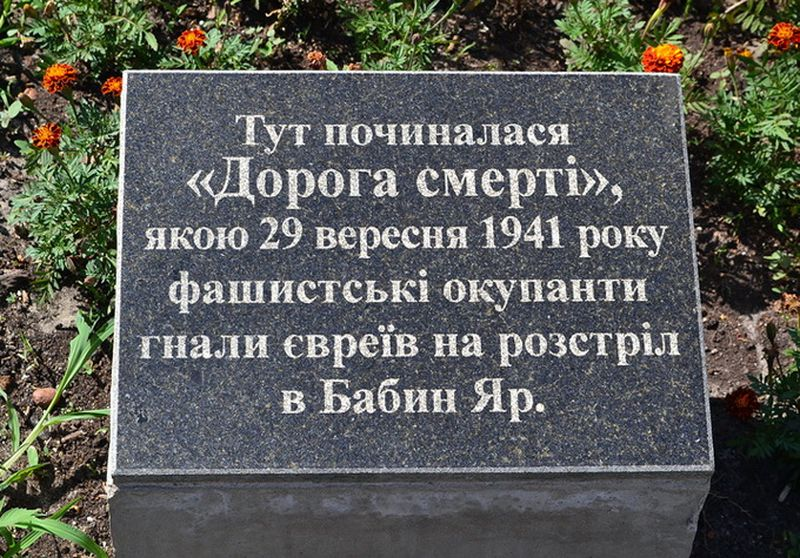 Тут починалася
«Дорога смерті»,
якою 29 вересня 1941 року
фашистські окупанти
гнали євреїв на розстріл
в Бабин Яр.